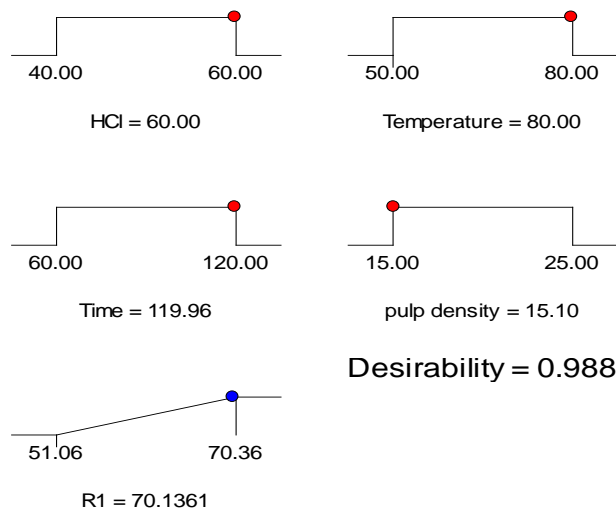 40.00 60.00
HCl = 60.00
50.00 80.00
Temperature = 80.00
60.00 120.00
Time = 119.96
15.00 25.00
pulp density = 15.10
51.06 70.36
R1 = 70.1361
Desirability = 0.988